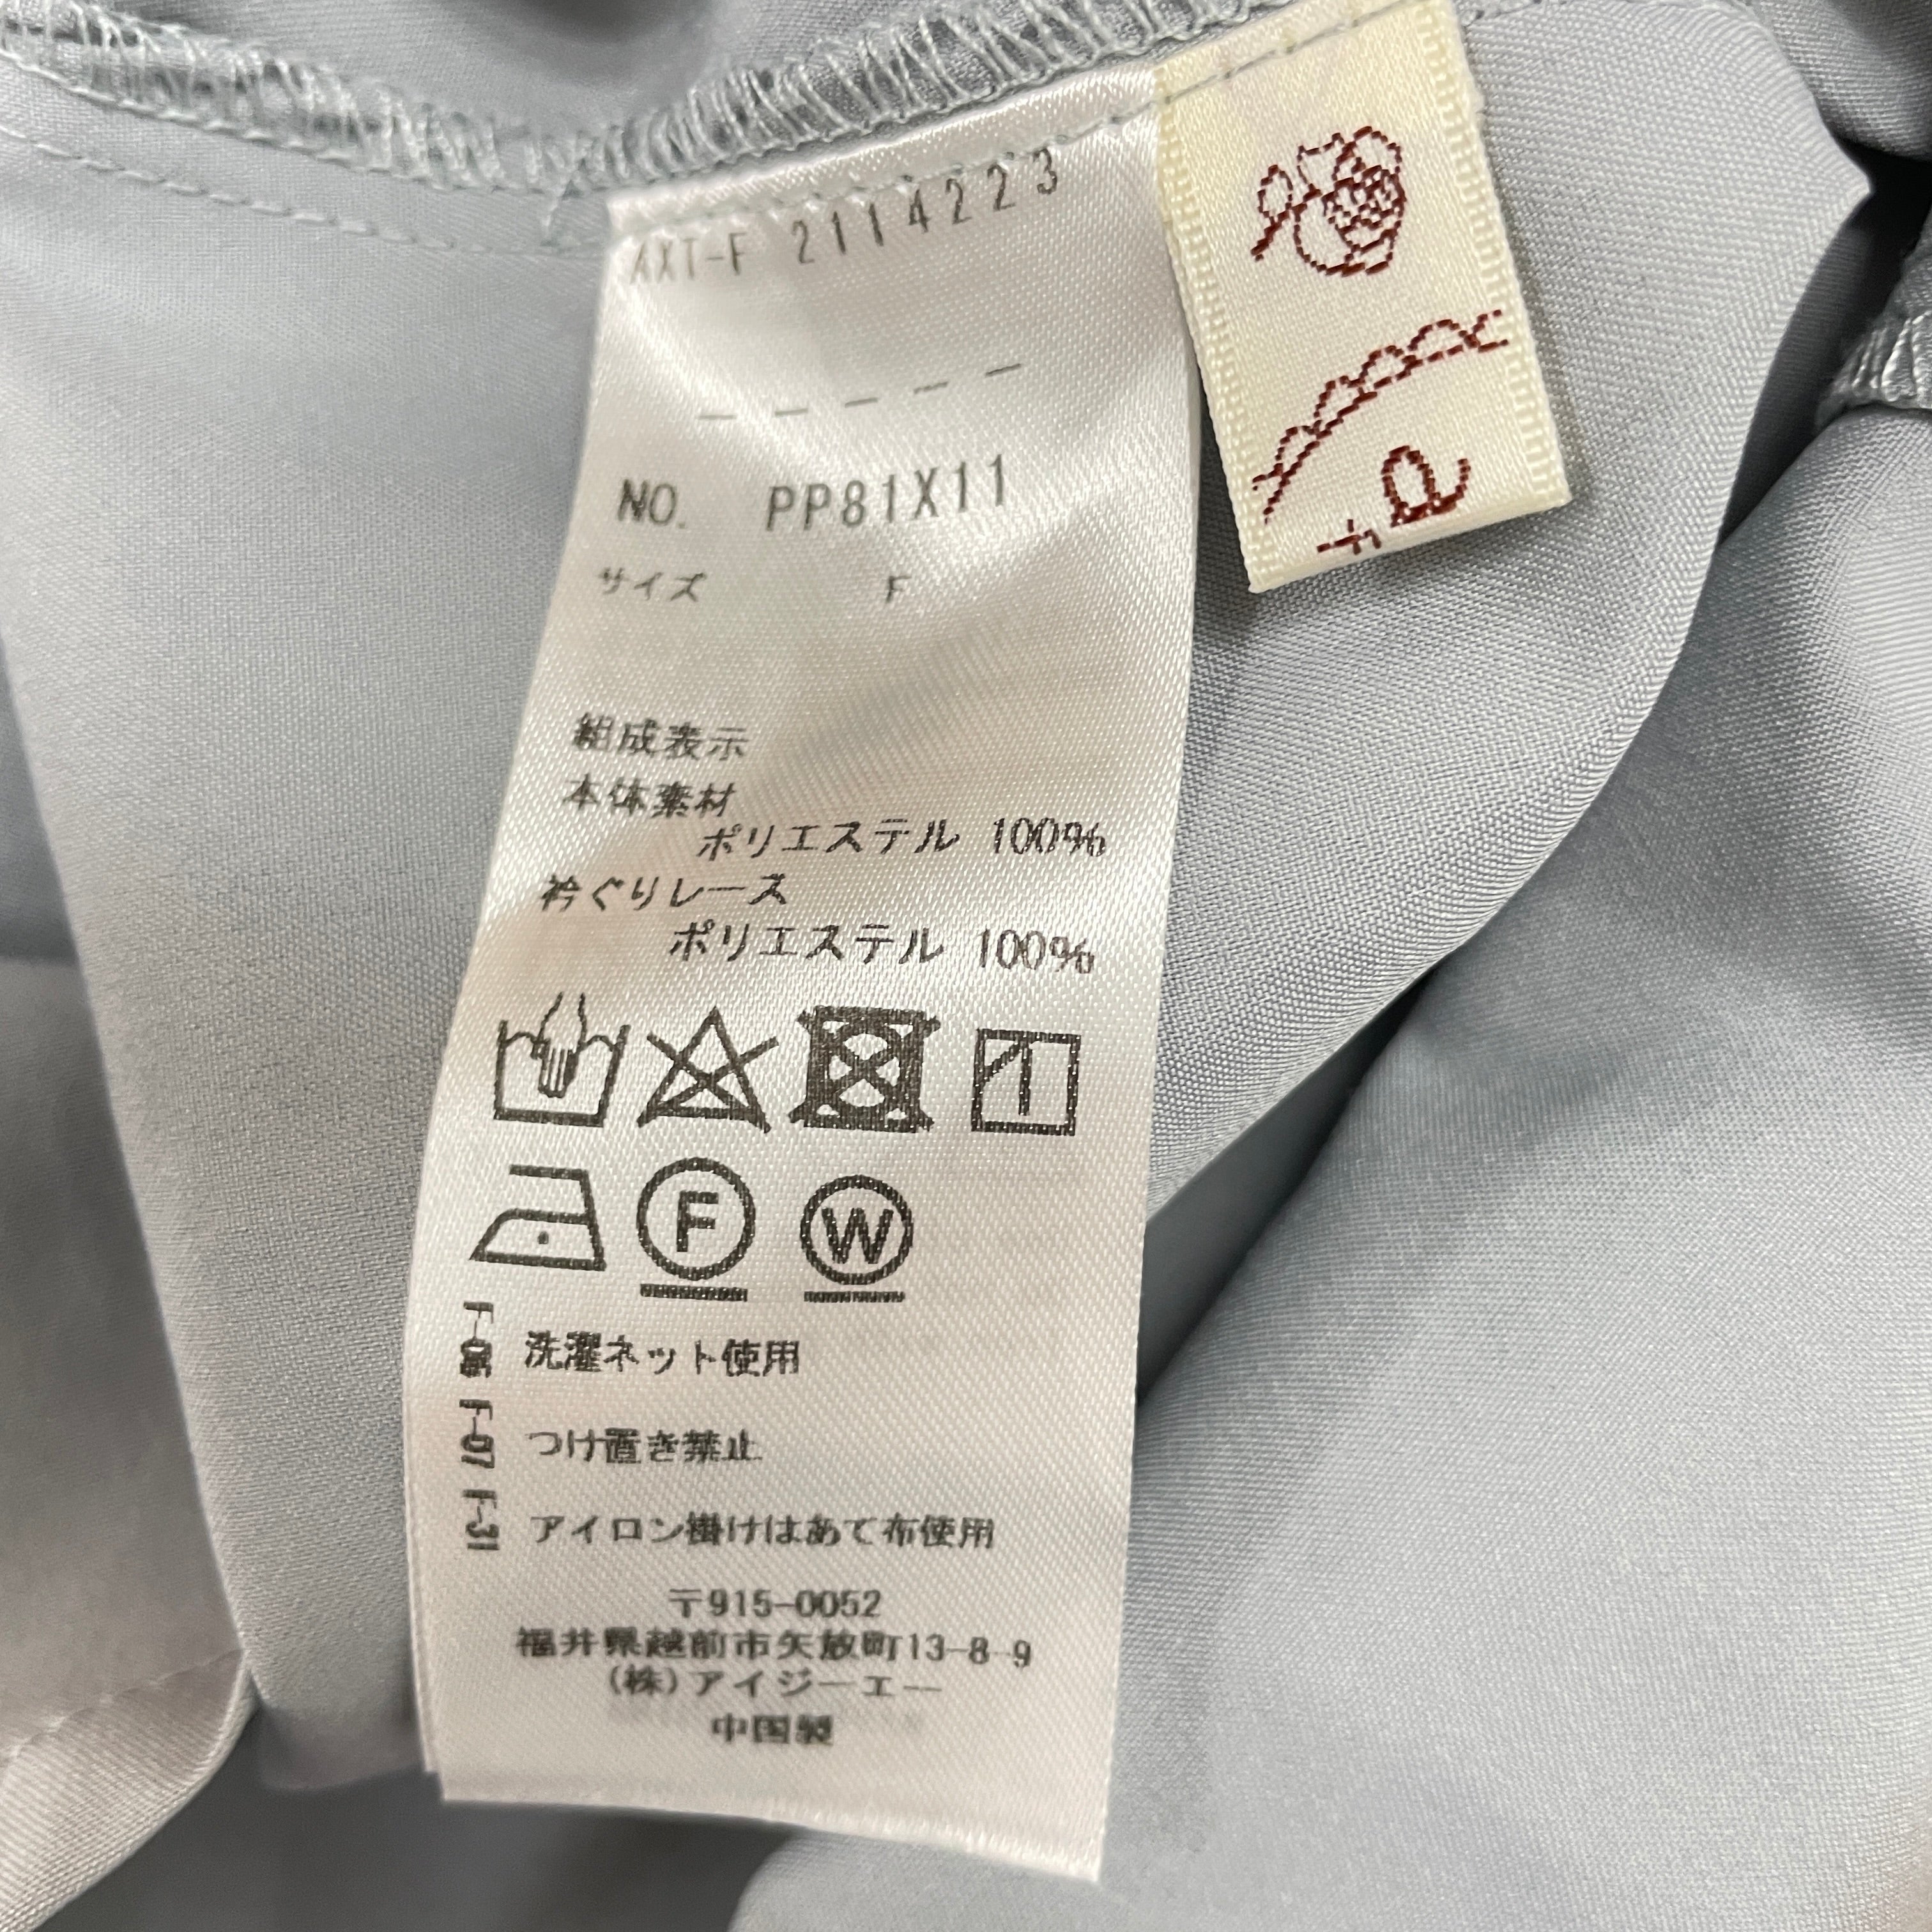 AXT-F 2114223
— — — — —
NO. PP81X11
サイズ F
組成表示
本体素材
ポリエステル 100%
衿ぐりレース
ポリエステル 100%
F
W
F-06 洗濯ネット使用
F-07 つけ置き禁止
F-31 アイロン掛けはあて布使用
〒915-0052
福井県越前市矢放町13-8-9
(株)アイジーエー
中国製